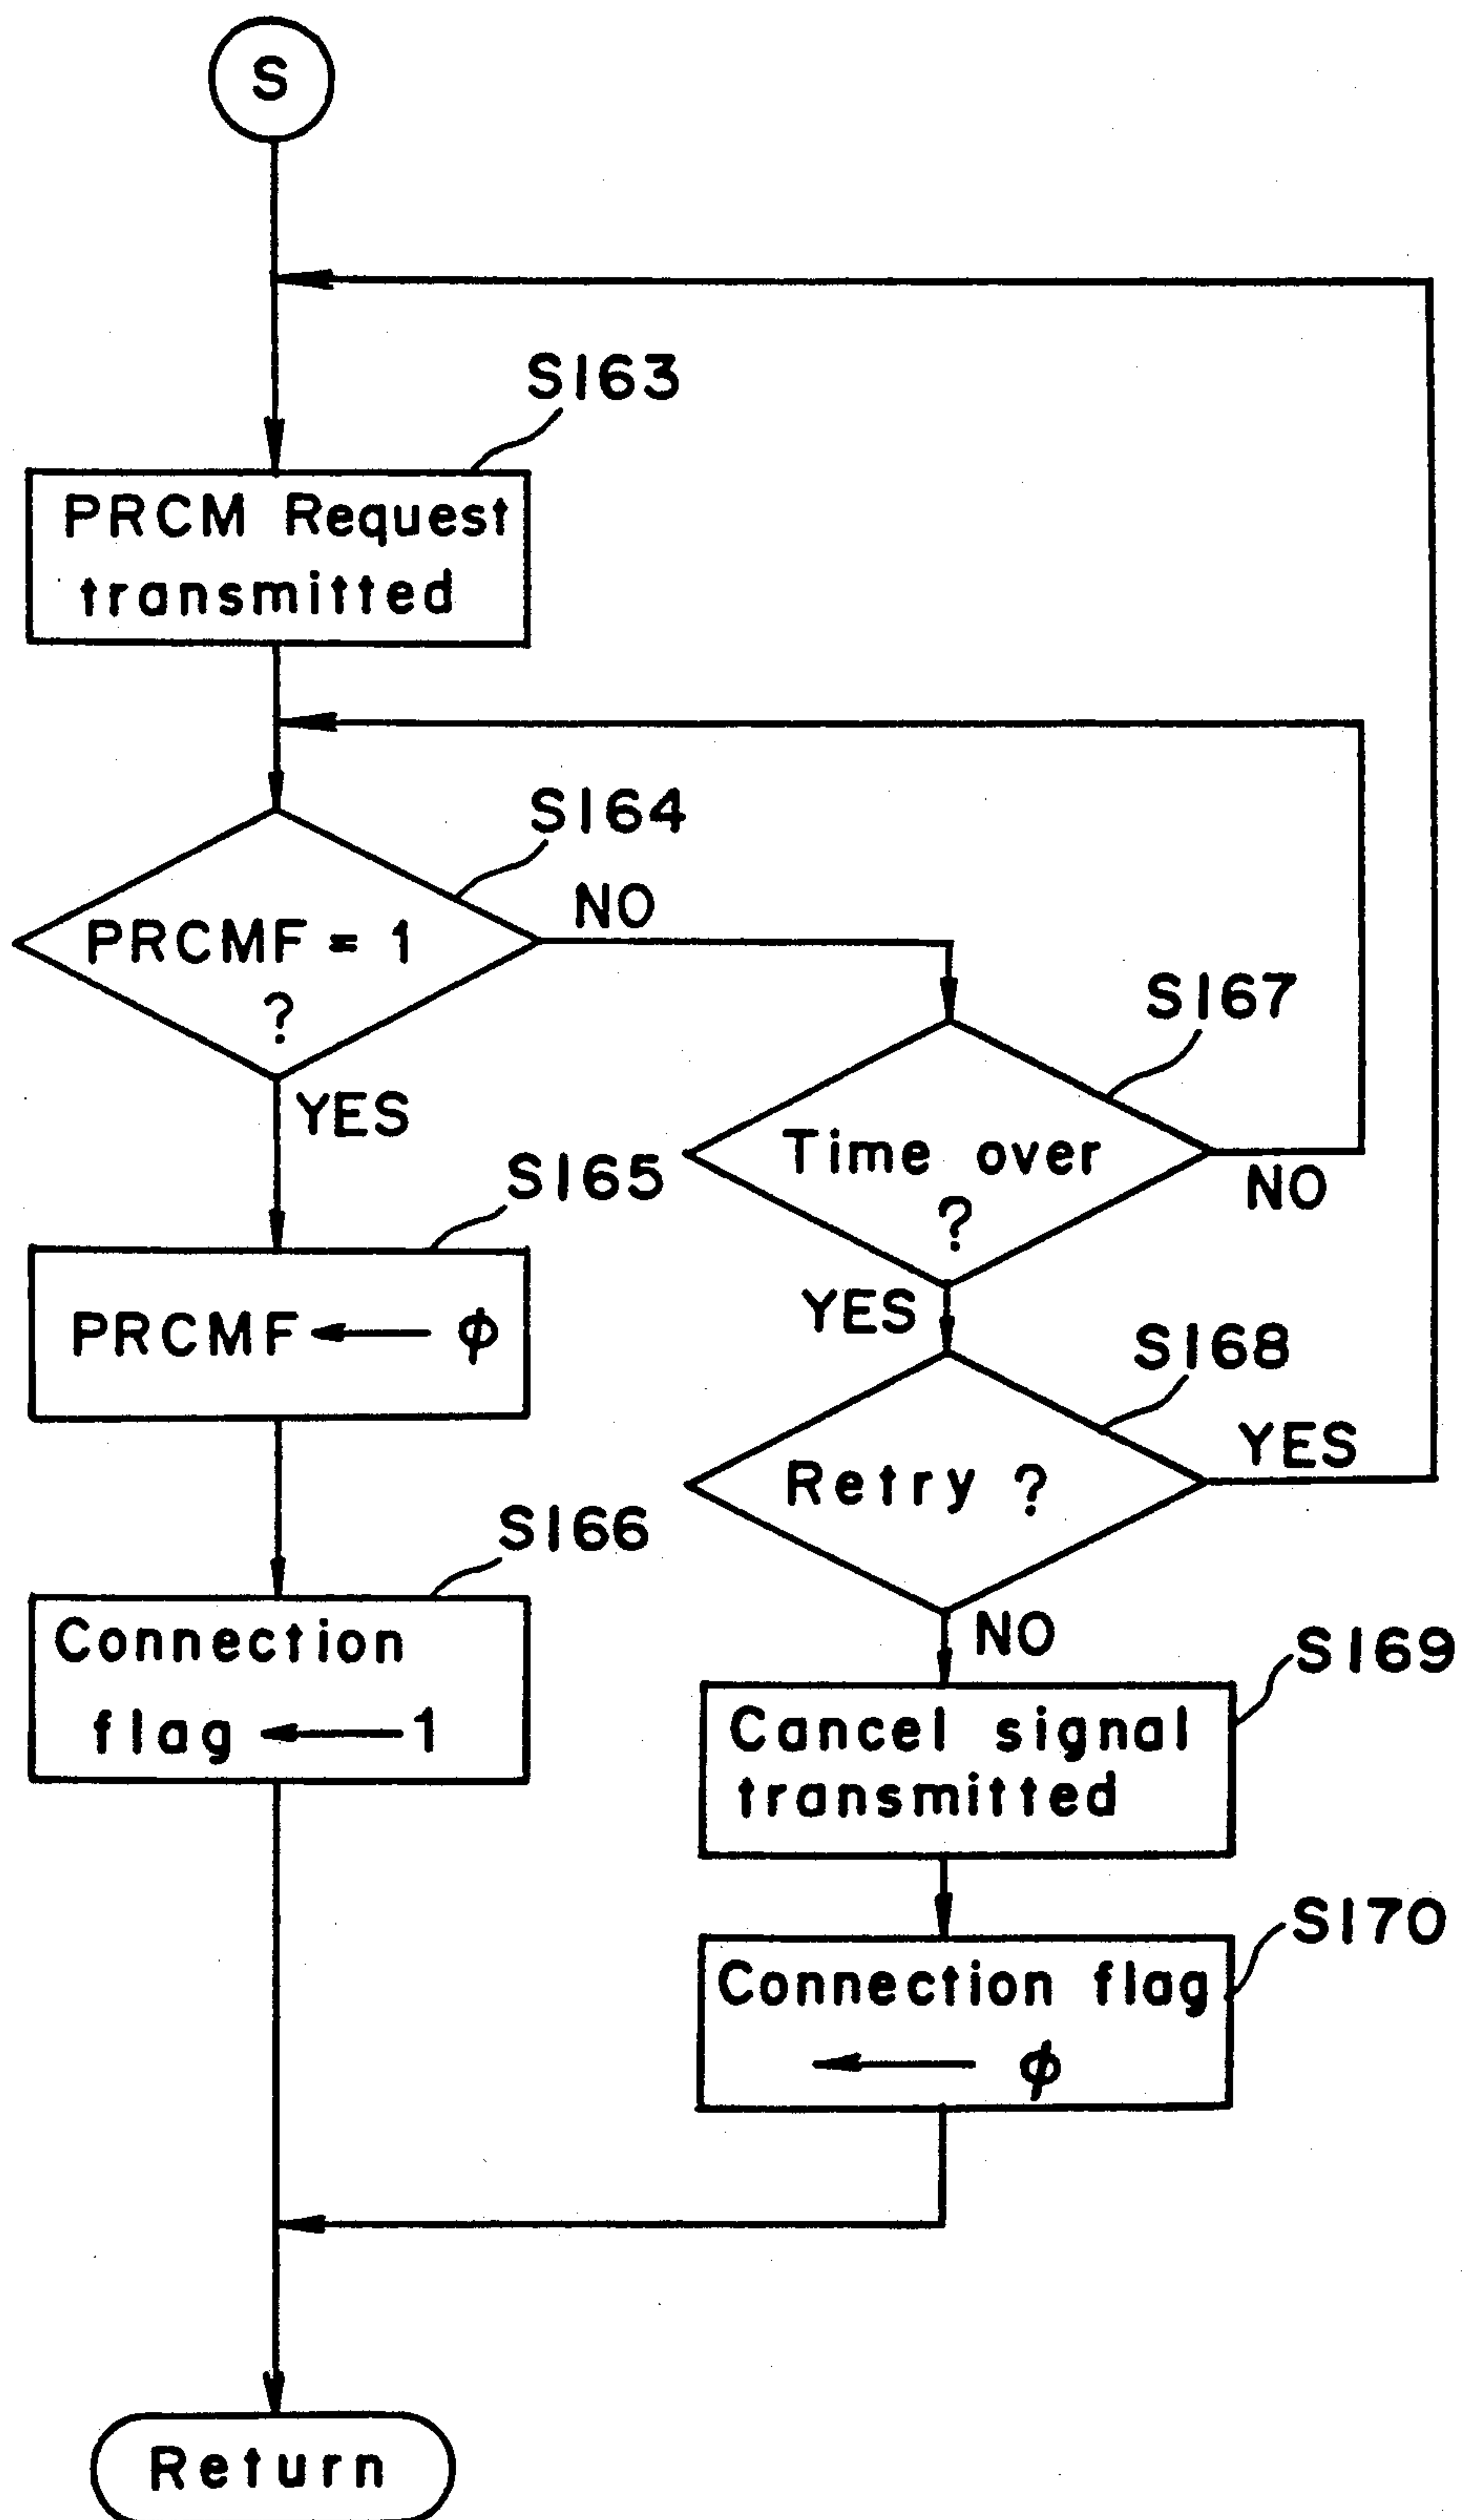 S
S163
PRCM Request
transmitted
S164
NO
PRCMF = 1
?
YES
S167
Time over
?
NO
YES
S165
PRCMF ← φ
S168
Retry ?
YES
NO
S166
Connection
flag ← 1
S169
Cancel signal
transmitted
S170
Connection flag
← φ
Return